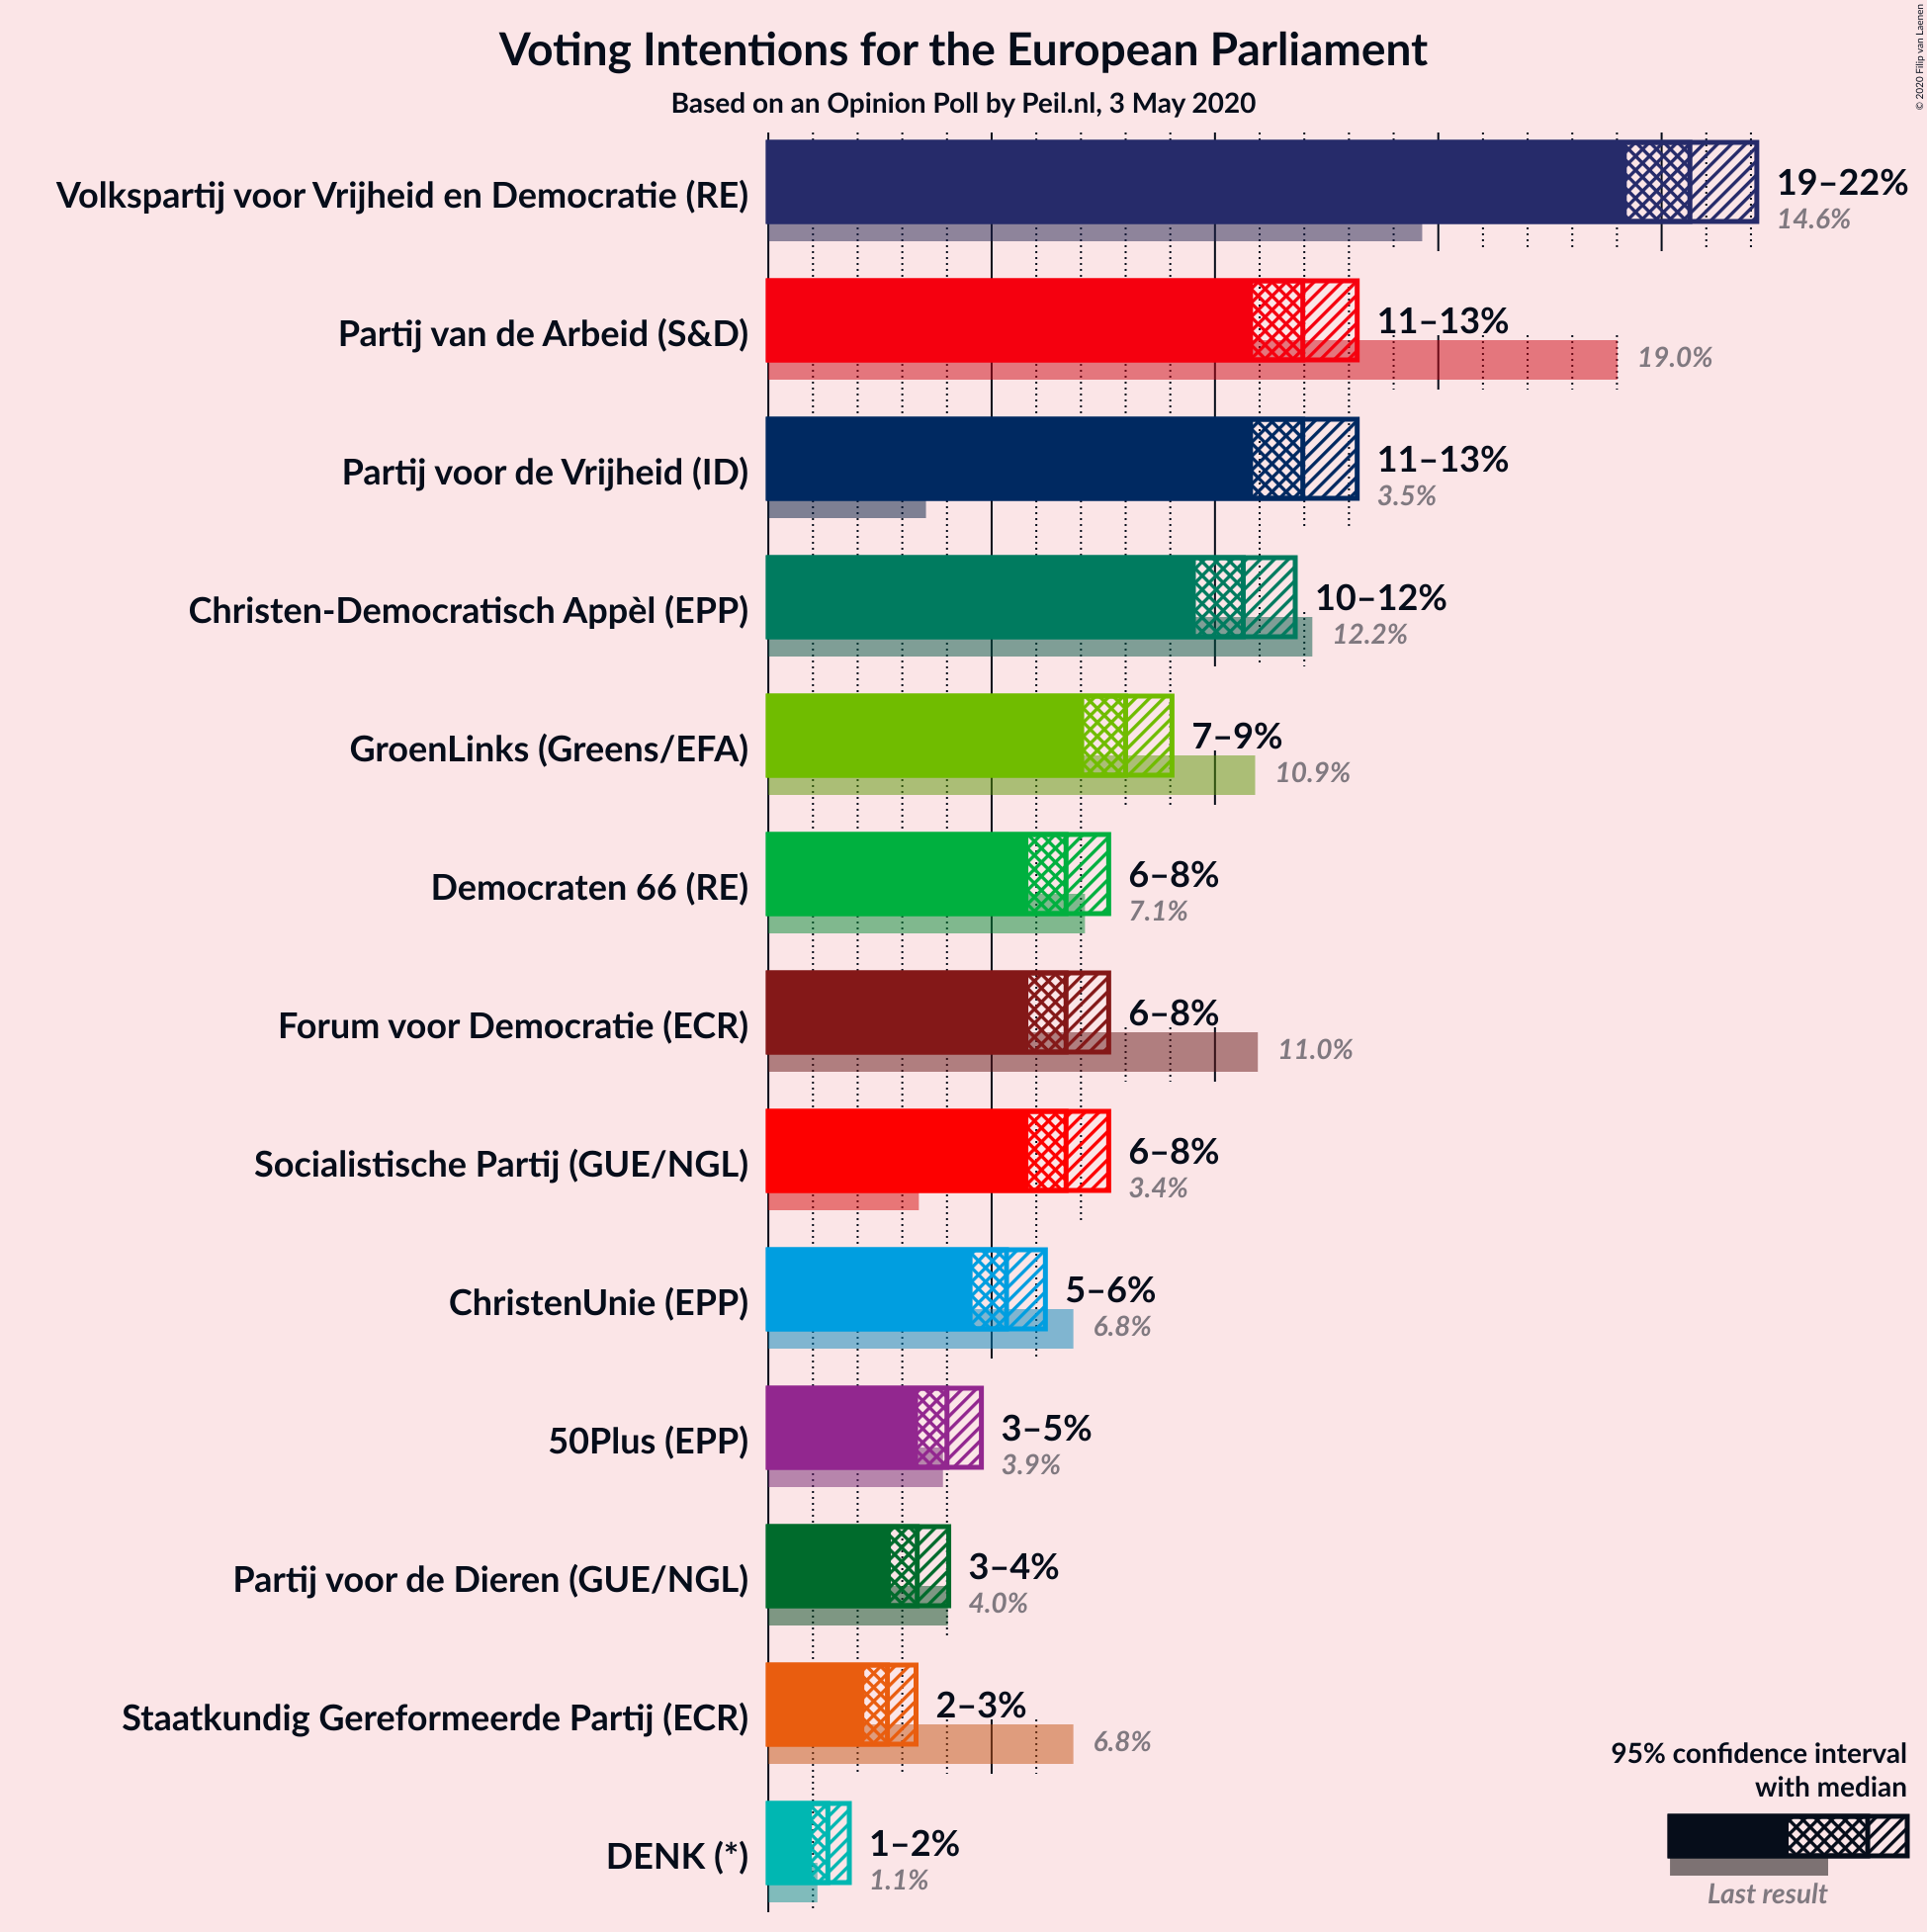 Voting Intentions for the European Parliament
Based on an Opinion Poll by Peil.nl, 3 May 2020
© 2020 Filip van Laenen
Volkspartij voor Vrijheid en Democratie (RE)
19–22%
14.6%
Partij van de Arbeid (S&D)
11–13%
19.0%
Partij voor de Vrijheid (ID)
11–13%
3.5%
Christen-Democratisch Appèl (EPP)
10–12%
12.2%
GroenLinks (Greens/EFA)
7–9%
10.9%
Democraten 66 (RE)
6–8%
7.1%
Forum voor Democratie (ECR)
6–8%
11.0%
Socialistische Partij (GUE/NGL)
6–8%
3.4%
ChristenUnie (EPP)
5–6%
6.8%
50Plus (EPP)
3–5%
3.9%
Partij voor de Dieren (GUE/NGL)
3–4%
4.0%
Staatkundig Gereformeerde Partij (ECR)
2–3%
6.8%
DENK (*)
1–2%
1.1%
95% confidence interval
with median
Last result